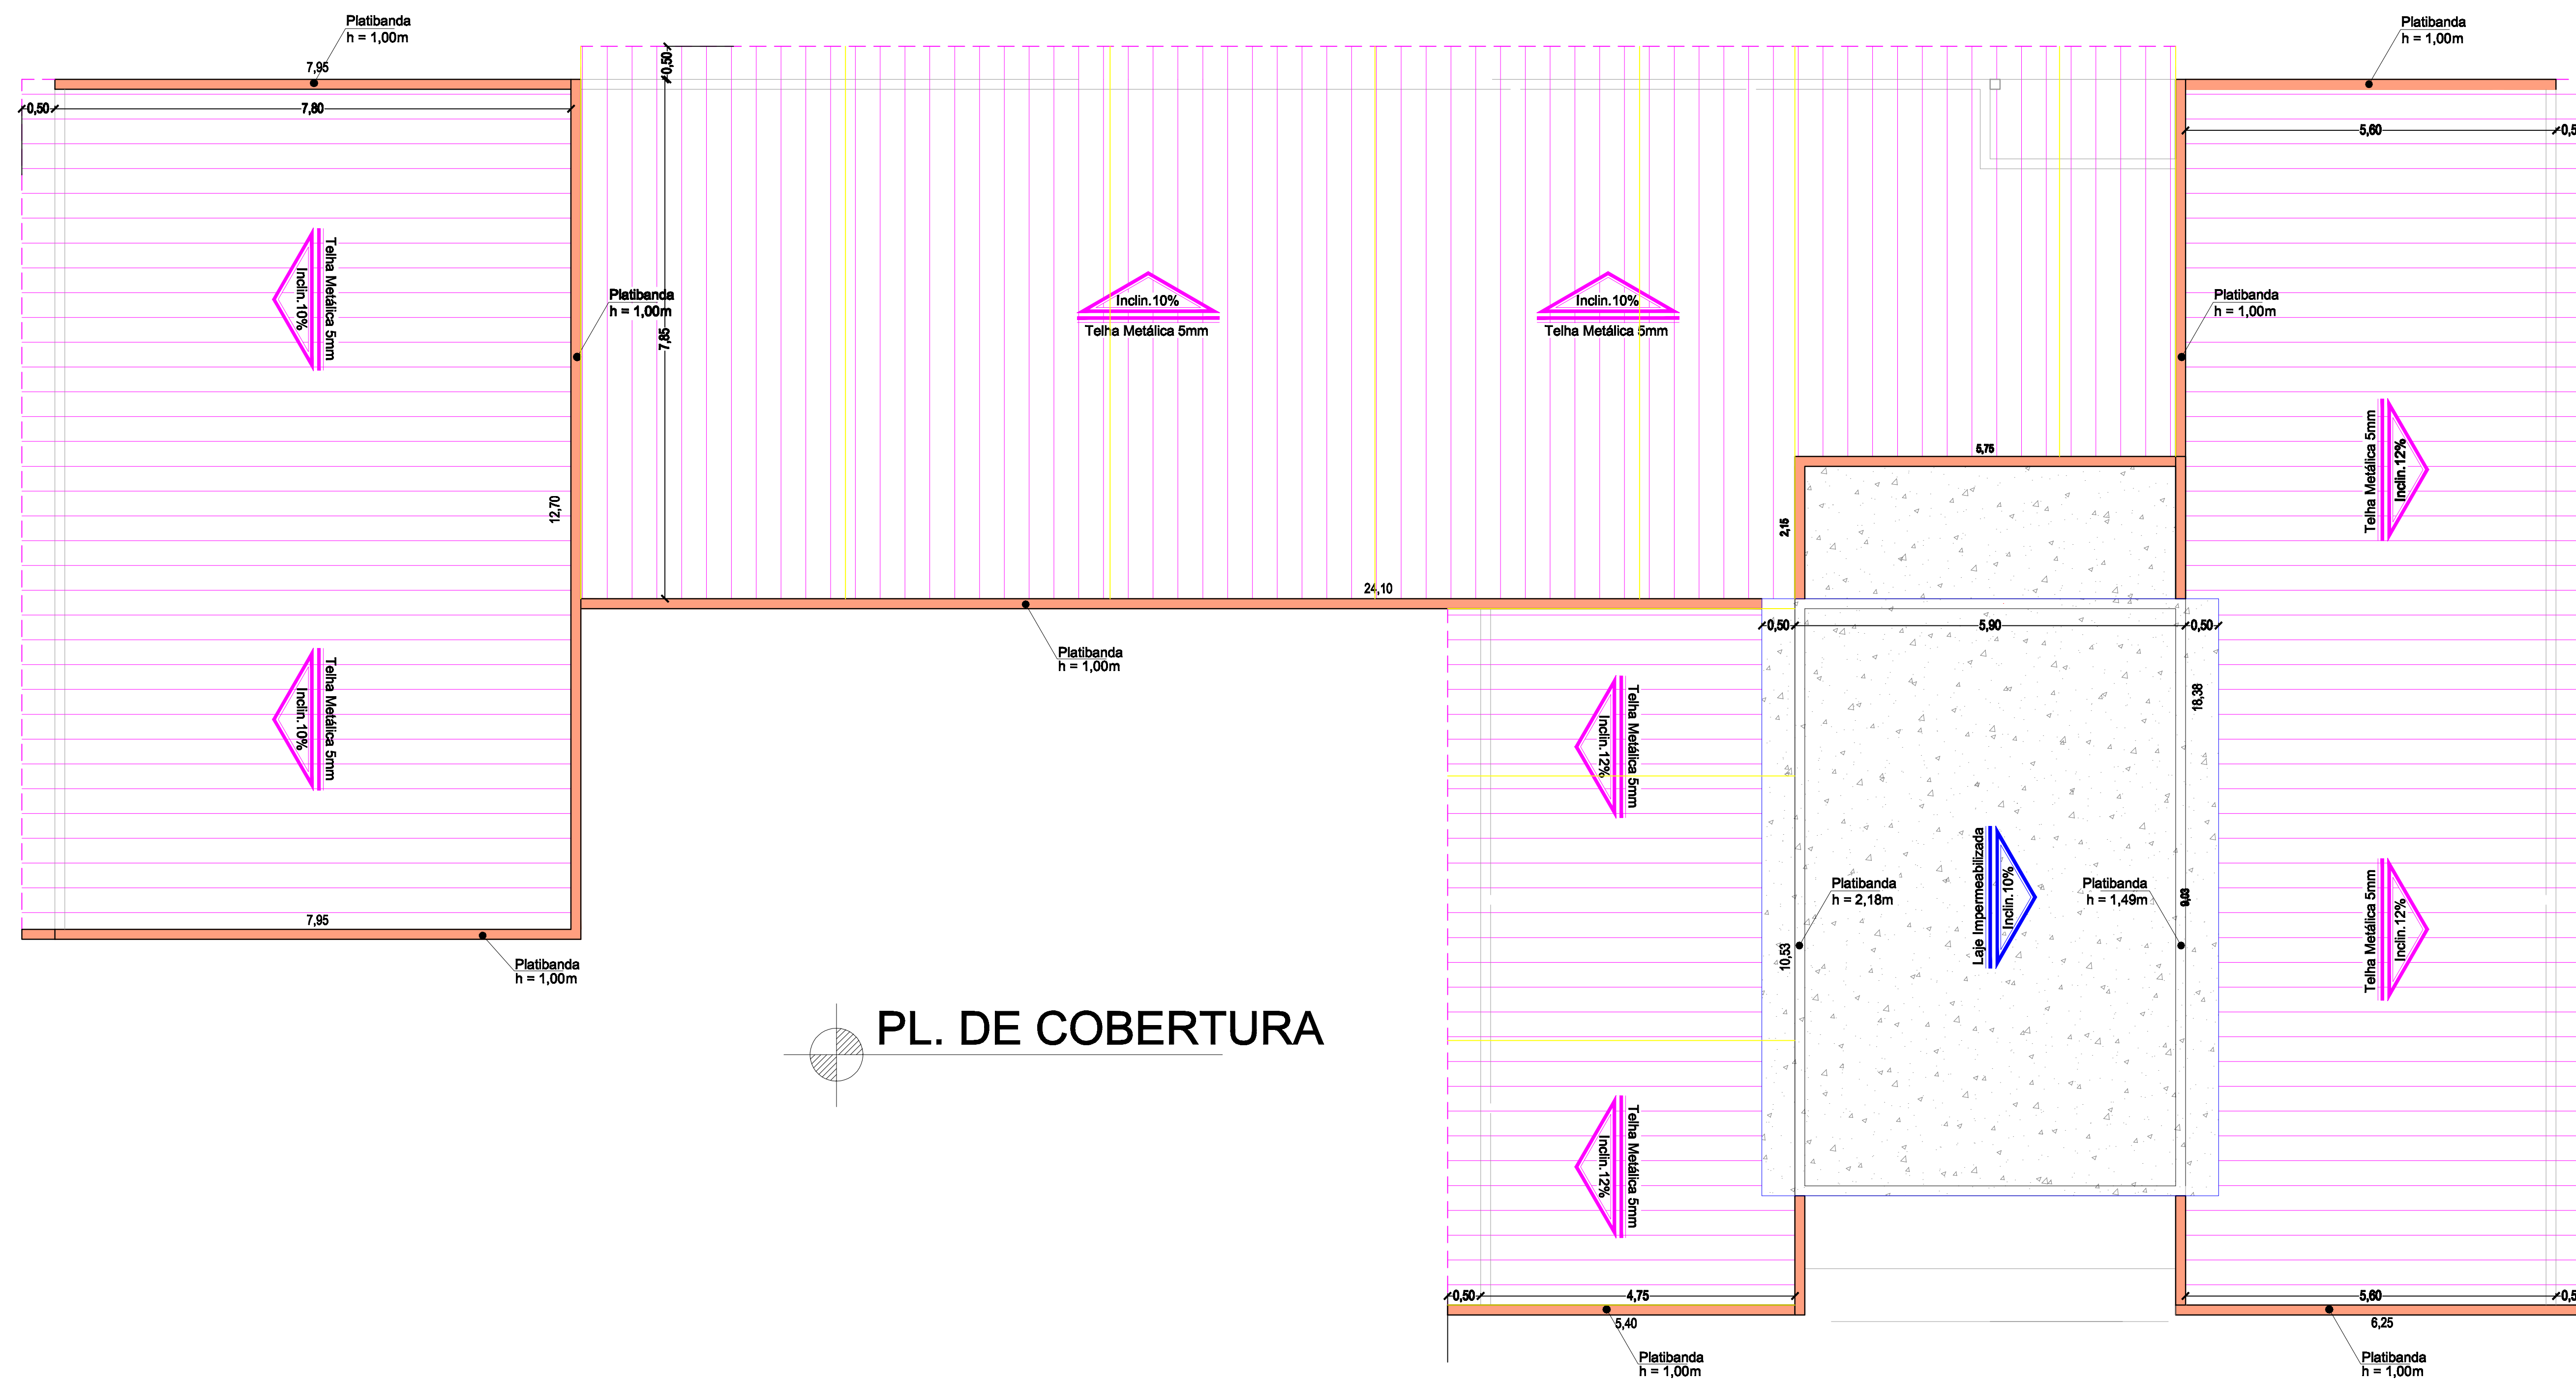 Platibanda
h = 1,00m
Platibanda
h = 1,00m
7,95
0,50
7,80
0,50
5,60
0,5
Telha Metálica 5mm
Inclin.10%
Platibanda
h = 1,00m
7,85
Inclin.10%
Telha Metálica 5mm
Inclin.10%
Telha Metálica 5mm
Platibanda
h = 1,00m
5,75
Telha Metálica 5mm
Inclin.12%
12,70
2,15
24,10
0,50
5,90
0,50
Platibanda
h = 1,00m
Telha Metálica 5mm
Inclin.10%
Telha Metálica 5mm
Inclin.12%
18,38
Laje Impermeabilizada
Inclin.10%
Platibanda
h = 2,18m
Platibanda
h = 1,49m
9,03
Telha Metálica 5mm
Inclin.12%
7,95
10,53
Platibanda
h = 1,00m
PL. DE COBERTURA
Telha Metálica 5mm
Inclin.12%
0,50
4,75
5,60
0,5
5,40
6,25
Platibanda
h = 1,00m
Platibanda
h = 1,00m